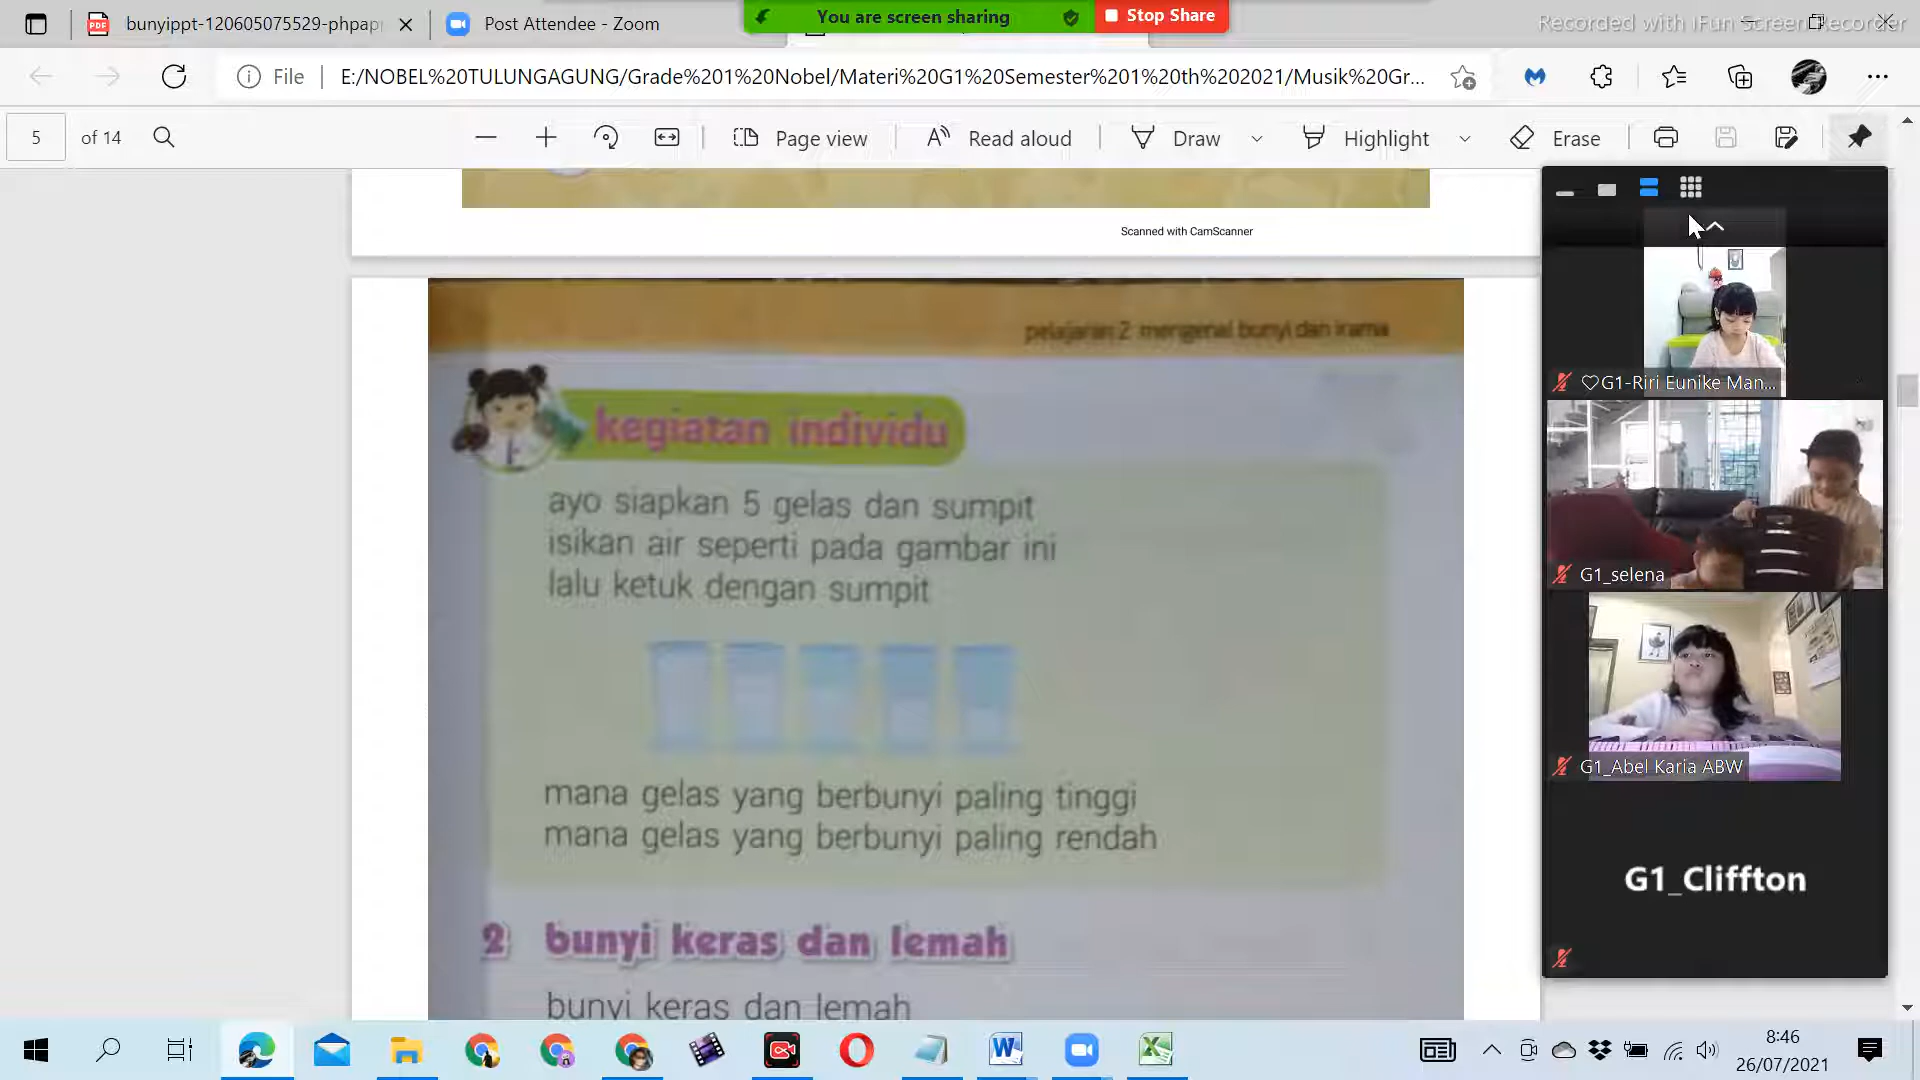 bunyippt-120605075529-phpap
Post Attendee - Zoom
You are screen sharing
Stop Share
Recorded with iFun Screen Recorder
File
E:/NOBEL%20TULUNGAGUNG/Grade%201%20Nobel/Materi%20G1%20Semester%201%20th%202021/Musik%20Gr...
5 of 14
Page view
Read aloud
Draw
Highlight
Erase
Scanned with CamScanner
pelajaran 2 mengenal bunyi dan irama
kegiatan individu
ayo siapkan 5 gelas dan sumpit
isikan air seperti pada gambar ini
lalu ketuk dengan sumpit
mana gelas yang berbunyi paling tinggi
mana gelas yang berbunyi paling rendah
2 bunyi keras dan lemah
bunyi keras dan lemah
♡G1-Riri Eunike Man...
G1_selena
G1_Abel Karia ABW
G1_Cliffton
8:46
26/07/2021